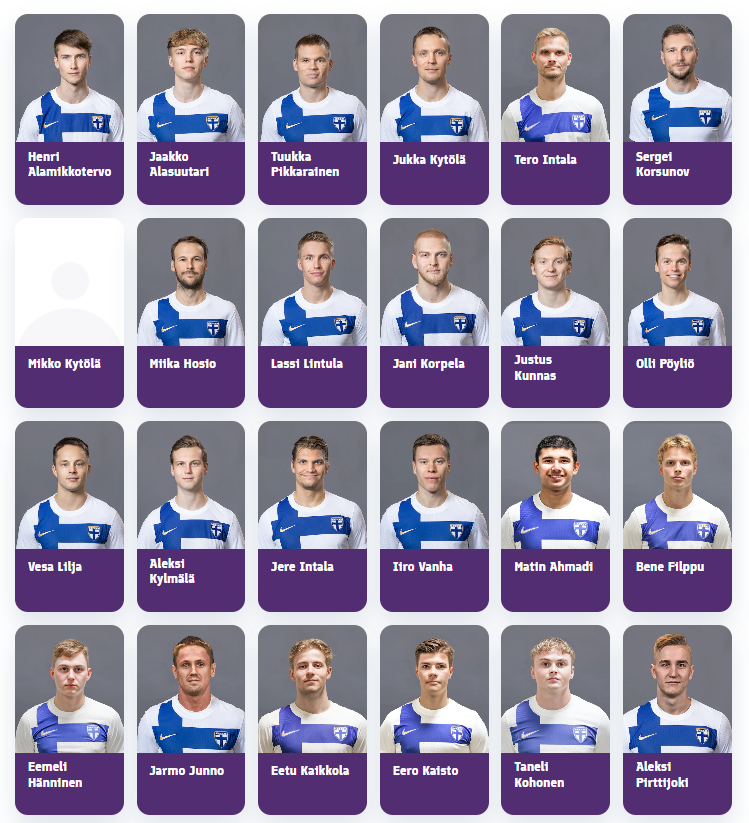 Henri
Alamikkotervo
Jaakko
Alasuutari
Tuukka
Pikkarainen
Jukka Kytölä
Tero Intala
Sergei
Korsunov
Mikko Kytölä
Miika Hosio
Lassi Lintula
Jani Korpela
Justus
Kunnas
Olli Pöyliö
Vesa Lilja
Aleksi
Kylmälä
Jere Intala
Iiro Vanha
Matin Ahmadi
Bene Filppu
Eemeli
Hänninen
Jarmo Junno
Eetu Kaikkola
Eero Kaisto
Taneli
Kohonen
Aleksi
Pirttijoki